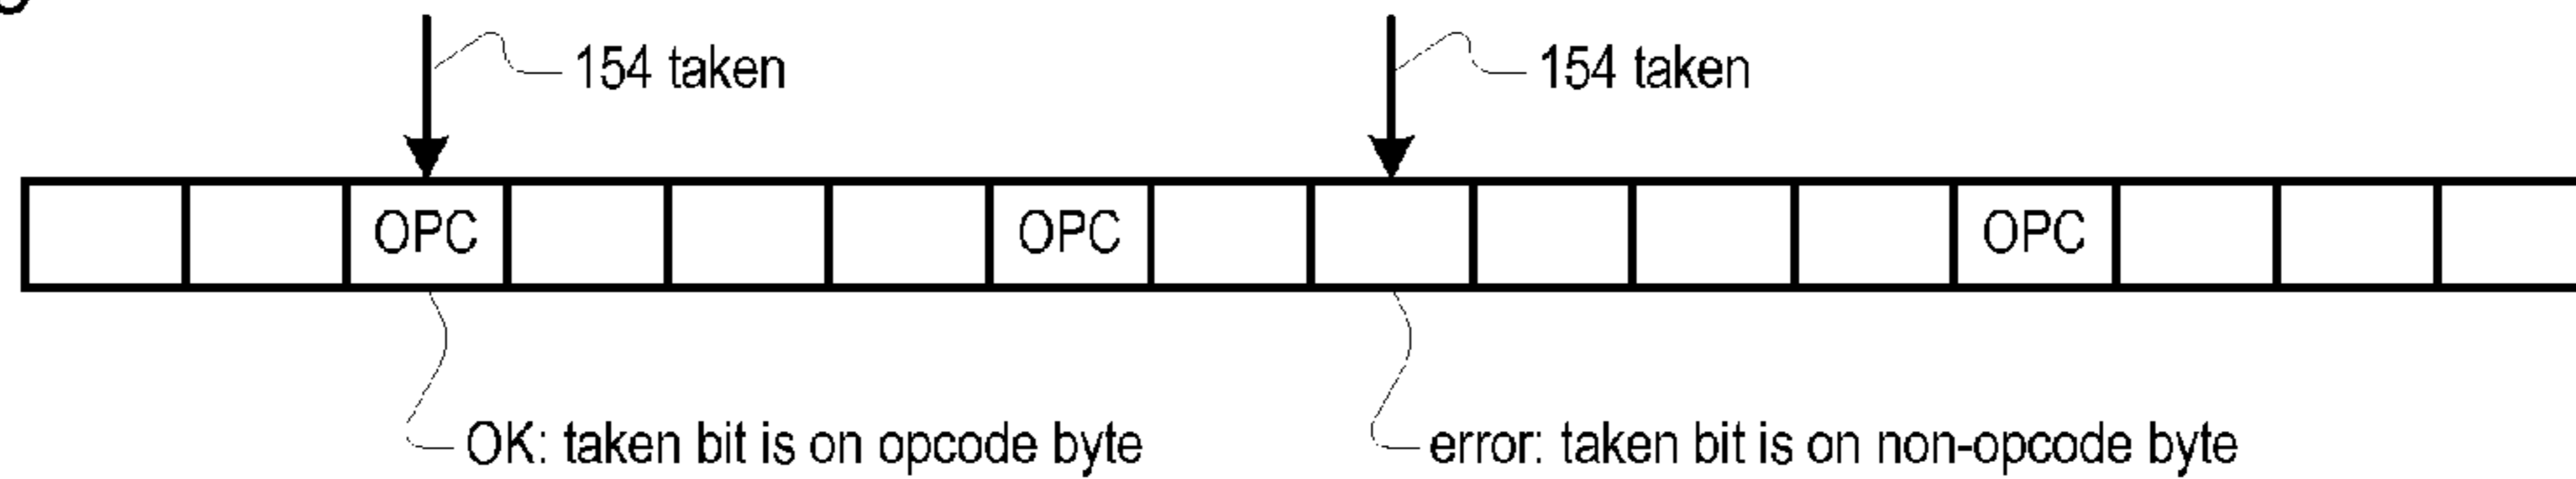 154 taken
154 taken
OPC
OPC
OPC
OK: taken bit is on opcode byte
error: taken bit is on non-opcode byte